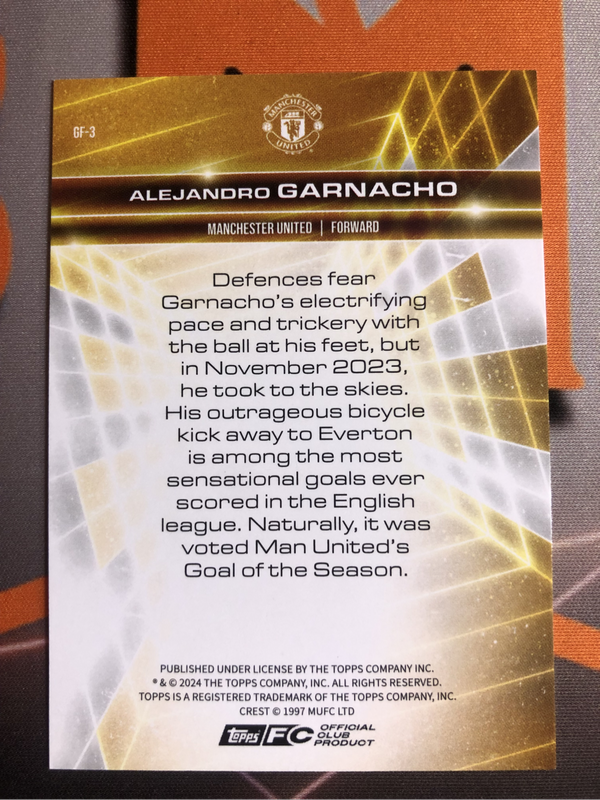 GF-3
MANCHESTER
UNITED
ALEJANDRO GARNACHO
MANCHESTER UNITED | FORWARD
Defences fear
Garnacho's electrifying
pace and trickery with
the ball at his feet, but
in November 2023,
he took to the skies.
His outrageous bicycle
kick away to Everton
is among the most
sensational goals ever
scored in the English
league. Naturally, it was
voted Man United's
Goal of the Season.
PUBLISHED UNDER LICENSE BY THE TOPPS COMPANY INC.
® & © 2024 THE TOPPS COMPANY, INC. ALL RIGHTS RESERVED.
TOPPS IS A REGISTERED TRADEMARK OF THE TOPPS COMPANY, INC.
CREST © 1997 MUFC LTD
Topps FC OFFICIAL
CLUB
PRODUCT